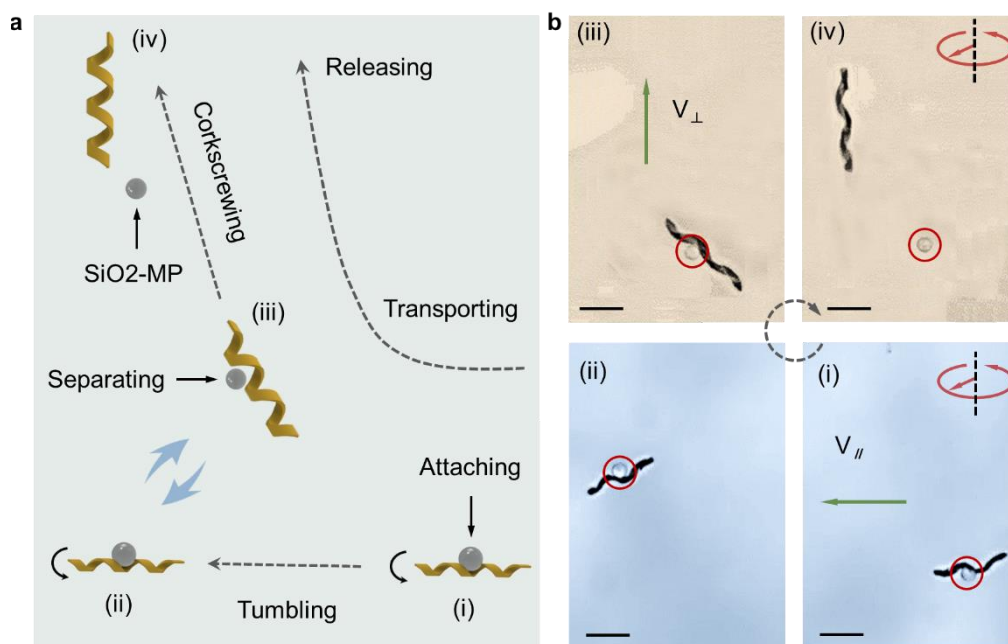 a
(iv)
Releasing
Corkscrewing
SiO2-MP
(iii)
Transporting
Separating
Attaching
(ii)
Tumbling
(i)
b
(iii)
V⊥
(iv)
(ii)
(i)
V//